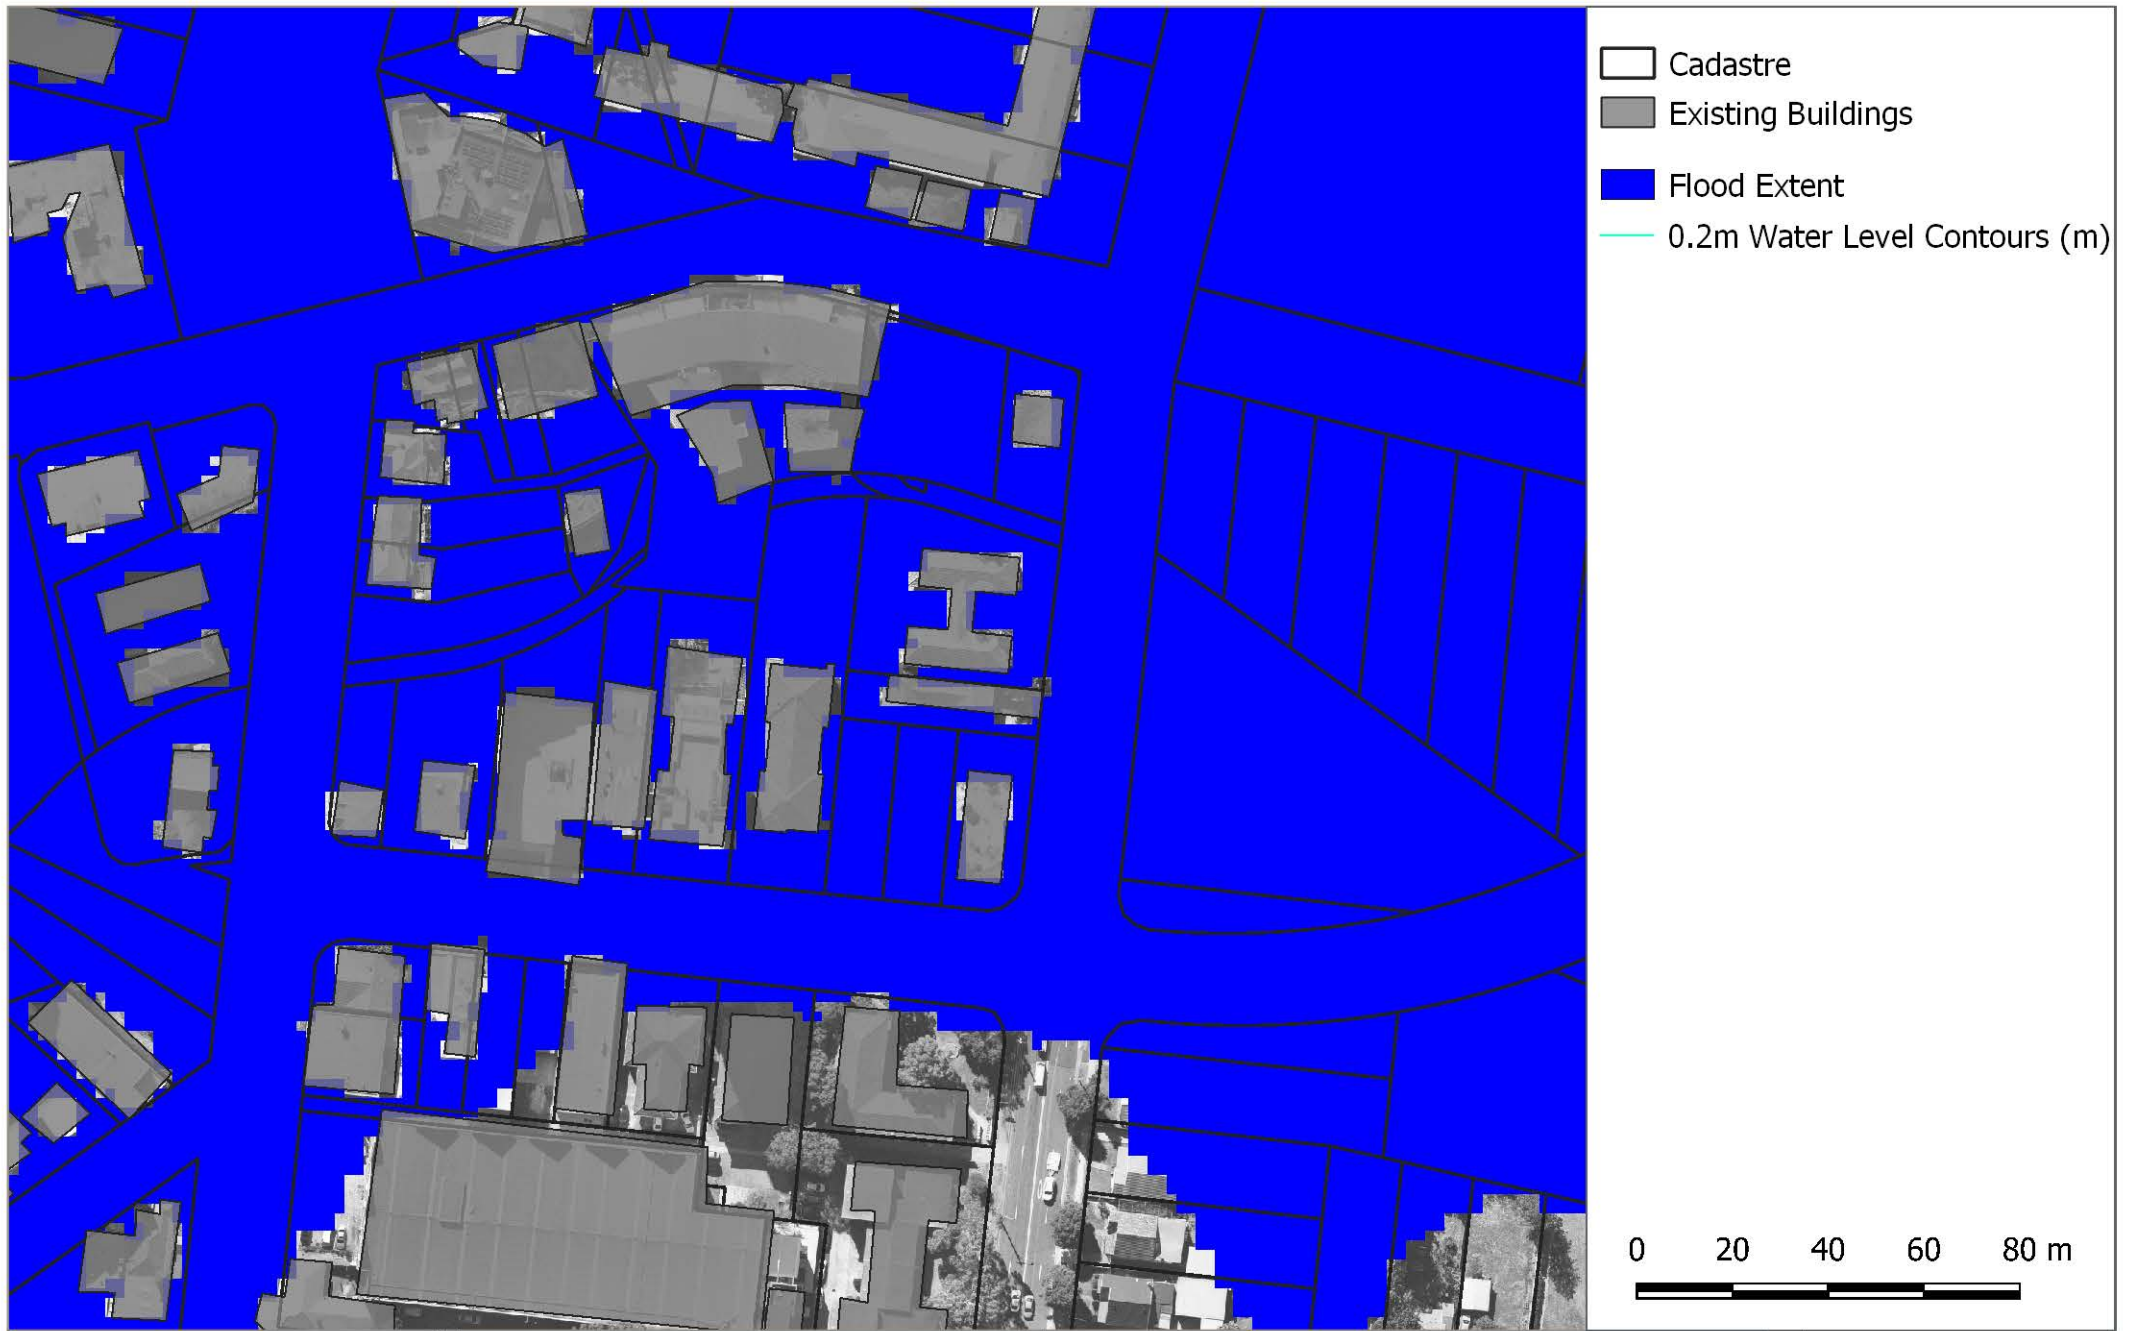 Cadastre
Existing Buildings
Flood Extent
0.2m Water Level Contours (m)
0 20 40 60 80 m